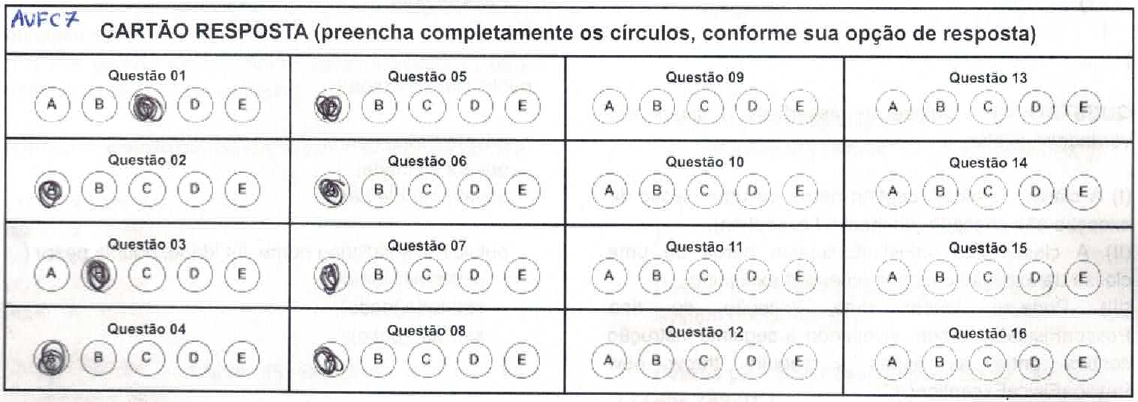 AVFC7
CARTÃO RESPOSTA (preencha completamente os círculos, conforme sua opção de resposta)
Questão 01
A B D E
Questão 02
B C D E
Questão 03
A C D E
Questão 04
B C D E
Questão 05
B C D E
Questão 06
B C D E
Questão 07
B C D E
Questão 08
B C D E
Questão 09
A B C D E
Questão 10
A B C D E
Questão 11
A B C D E
Questão 12
A B C D E
Questão 13
A B C D E
Questão 14
A B C D E
Questão 15
A B C D E
Questão 16
A B C D E